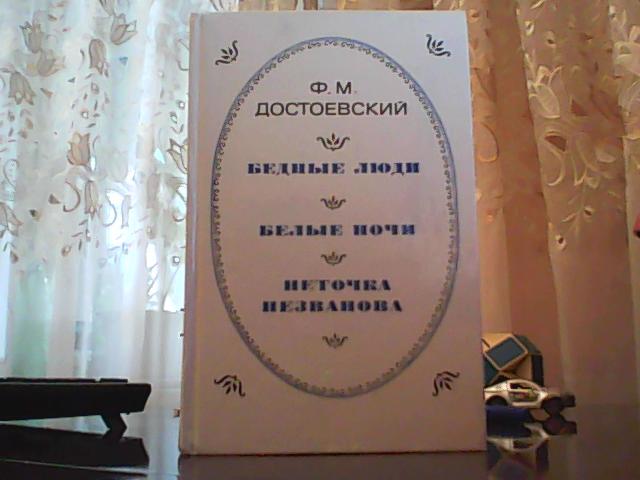 Ф. М.
ДОСТОЕВСКИЙ
БЕДНЫЕ ЛЮДИ
БЕЛЫЕ НОЧИ
НЕТОЧКА
НЕЗВАНОВА